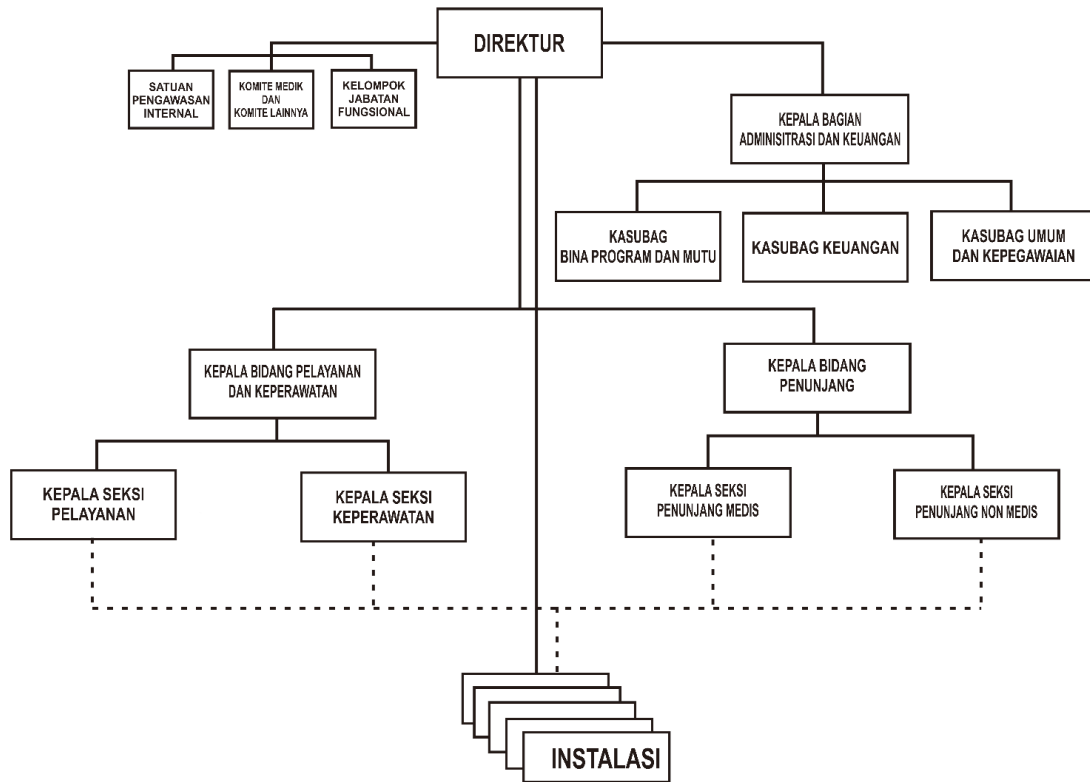 DIREKTUR
SATUAN
PENGAWASAN
INTERNAL
KOMITE MEDIK
DAN
KOMITE LAINNYA
KELOMPOK
JABATAN
FUNGSIONAL
KEPALA BAGIAN
ADMINISITRASI DAN KEUANGAN
KASUBAG
BINA PROGRAM DAN MUTU
KASUBAG KEUANGAN
KASUBAG UMUM
DAN KEPEGAWAIAN
KEPALA BIDANG PELAYANAN
DAN KEPERAWATAN
KEPALA BIDANG
PENUNJANG
KEPALA SEKSI
PELAYANAN
KEPALA SEKSI
KEPERAWATAN
KEPALA SEKSI
PENUNJANG MEDIS
KEPALA SEKSI
PENUNJANG NON MEDIS
INSTALASI